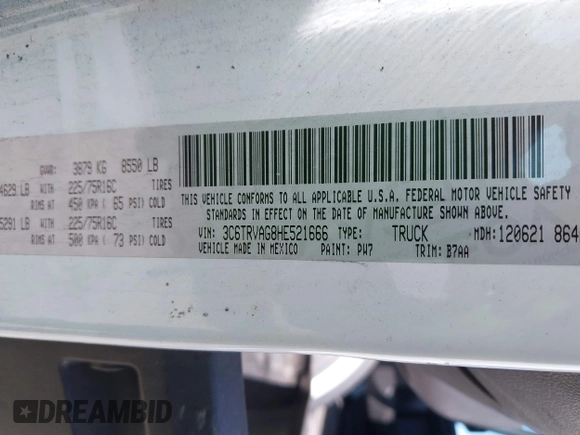 GVWR: 3879 KG 8550 LB
4629 LB WITH 225/75R16C TIRES
RIMS AT 450 KPA ( 65 PSI) COLD
5291 LB WITH 225/75R16C TIRES
RIMS AT 500 KPA ( 73 PSI) COLD
THIS VEHICLE CONFORMS TO ALL APPLICABLE U.S.A. FEDERAL MOTOR VEHICLE SAFETY
STANDARDS IN EFFECT ON THE DATE OF MANUFACTURE SHOWN ABOVE.
VIN: 3C6TRVAG8HE521666 TYPE: TRUCK MDH: 120621 864
VEHICLE MADE IN MEXICO PAINT: PW7 TRIM: B7AA
DREAMBID